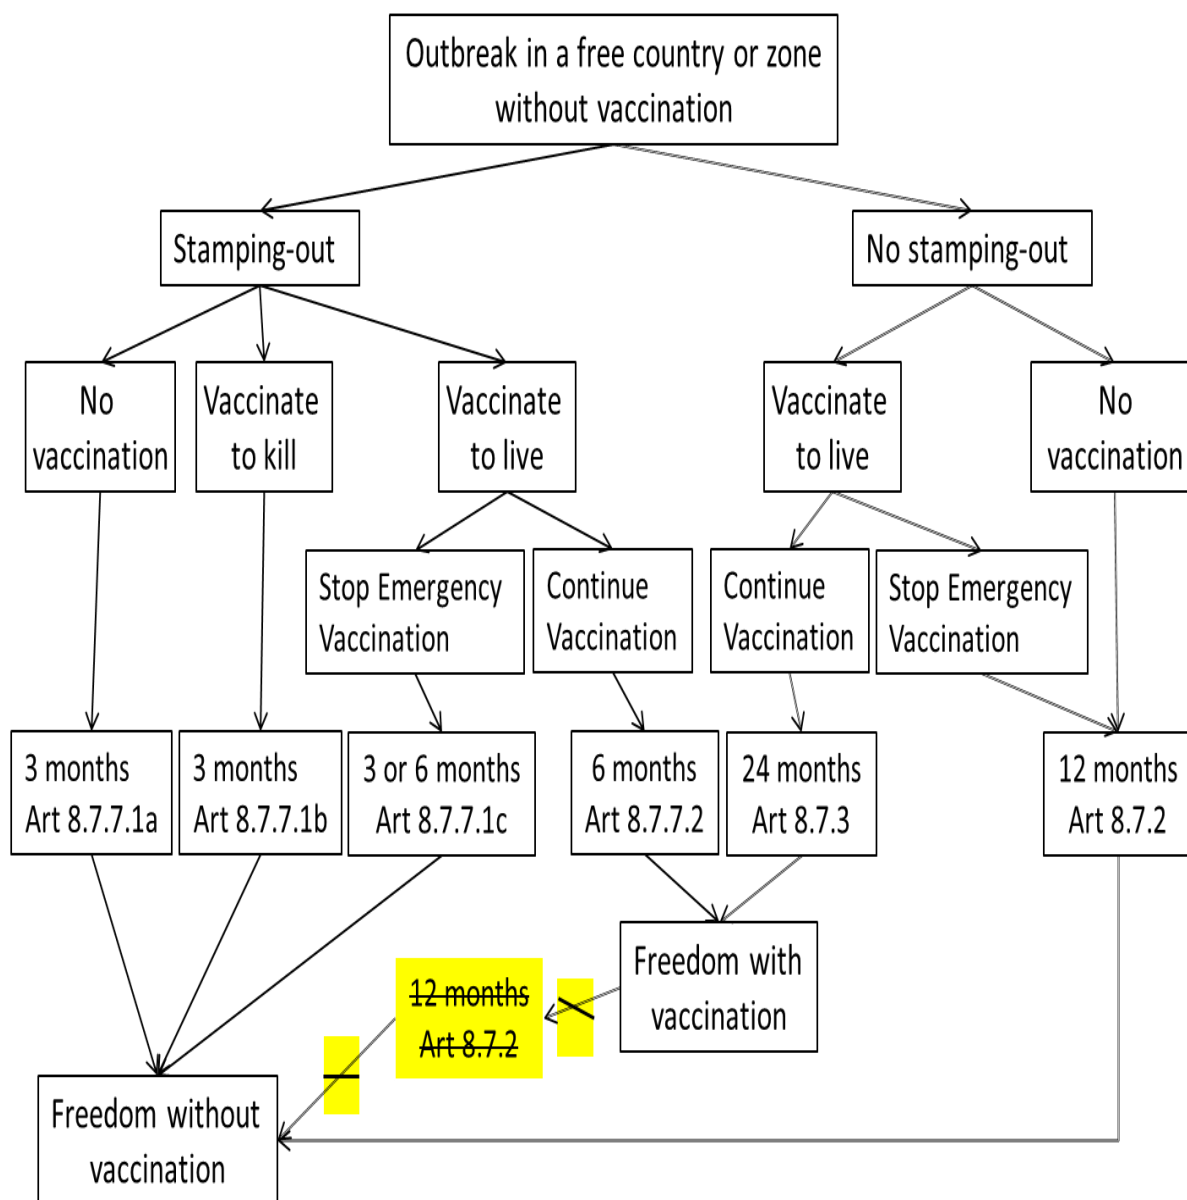 Outbreak in a free country or zone
without vaccination
Stamping-out
No stamping-out
No
vaccination
Vaccinate
to kill
Vaccinate
to live
Vaccinate
to live
No
vaccination
Stop Emergency
Vaccination
Continue
Vaccination
Continue
Vaccination
Stop Emergency
Vaccination
3 months
Art 8.7.7.1a
3 months
Art 8.7.7.1b
3 or 6 months
Art 8.7.7.1c
6 months
Art 8.7.7.2
24 months
Art 8.7.3
12 months
Art 8.7.2
Freedom with
vaccination
12 months
Art 8.7.2
Freedom without
vaccination